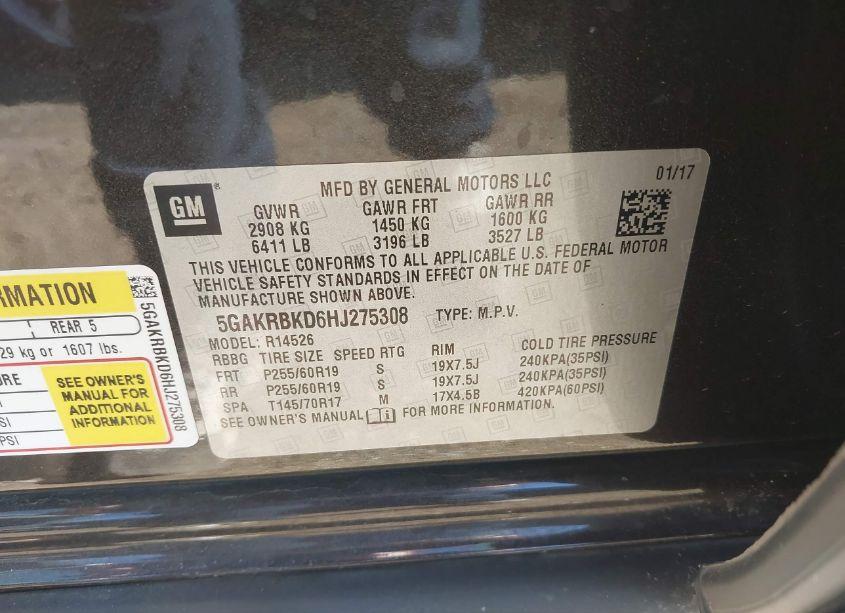 GM
MFD BY GENERAL MOTORS LLC
01/17
GVWR GAWR FRT GAWR RR
2908 KG 1450 KG 1600 KG
6411 LB 3196 LB 3527 LB
THIS VEHICLE CONFORMS TO ALL APPLICABLE U.S. FEDERAL MOTOR
VEHICLE SAFETY STANDARDS IN EFFECT ON THE DATE OF
MANUFACTURE SHOWN ABOVE.
5GAKRBKD6HJ275308 TYPE: M.P.V.
MODEL: R14526
RBBG TIRE SIZE SPEED RTG RIM COLD TIRE PRESSURE
FRT P255/60R19 S 19X7.5J 240KPA(35PSI)
RR P255/60R19 S 19X7.5J 240KPA(35PSI)
SPA T145/70R17 M 17X4.5B 420KPA(60PSI)
SEE OWNER'S MANUAL FOR MORE INFORMATION.
RMATION
REAR 5
29 kg or 1607 lbs.
URE
SEE OWNER'S
MANUAL FOR
ADDITIONAL
INFORMATION
SI
PSI
5GAKRBKD6HJ275308